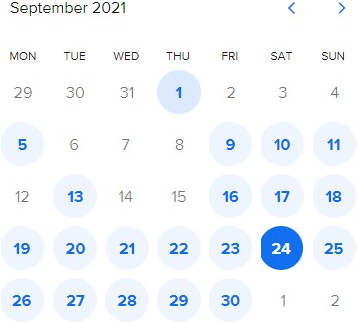 September 2021
MON TUE WED THU FRI SAT SUN
29 30 31 1 2 3 4
5 6 7 8 9 10 11
12 13 14 15 16 17 18
19 20 21 22 23 24 25
26 27 28 29 30 1 2